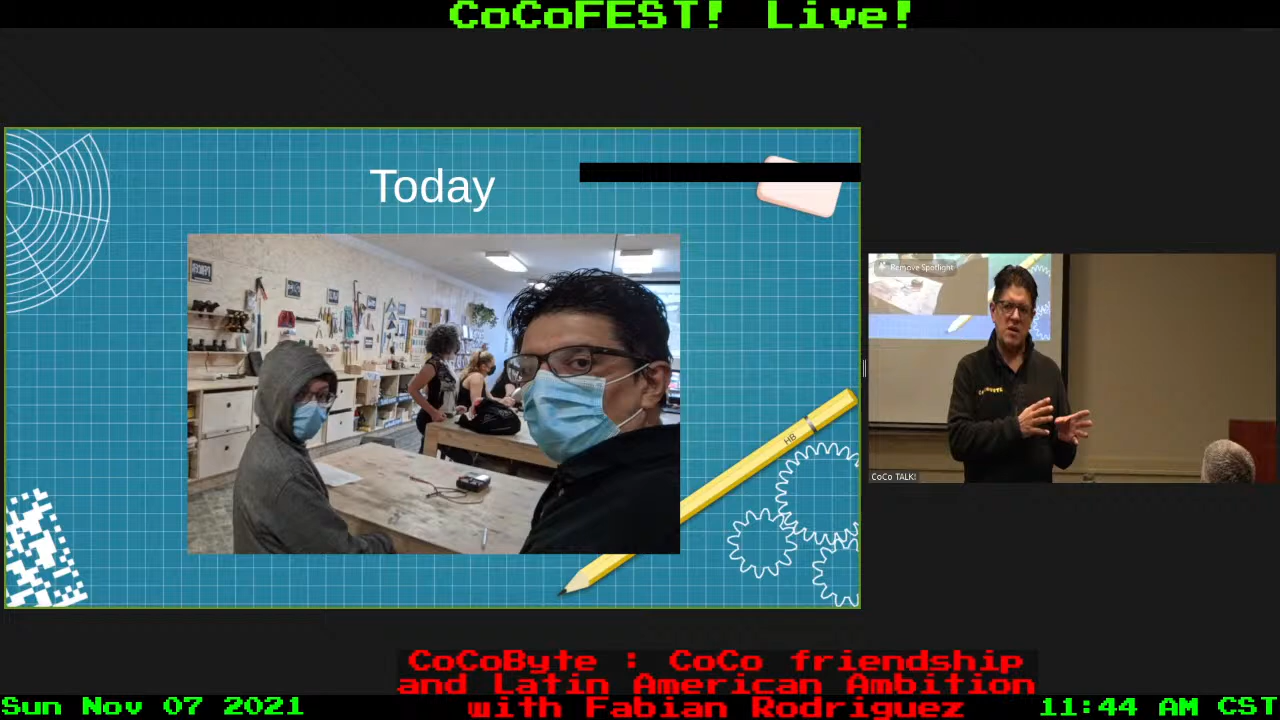 CoCoFEST! Live!
Today
HB
Remove Spotlight
CoCo TALK!
CoCoByte : CoCo friendship
and Latin American Ambition
with Fabian Rodriguez
Sun Nov 07 2021
11:44 AM CST